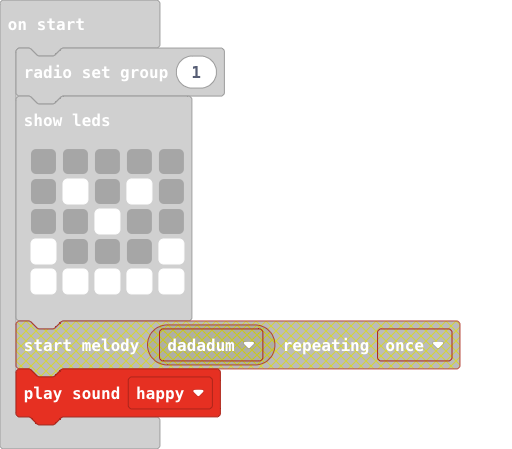 on start
radio set group 1
show leds
start melody dadadum repeating once
play sound happy